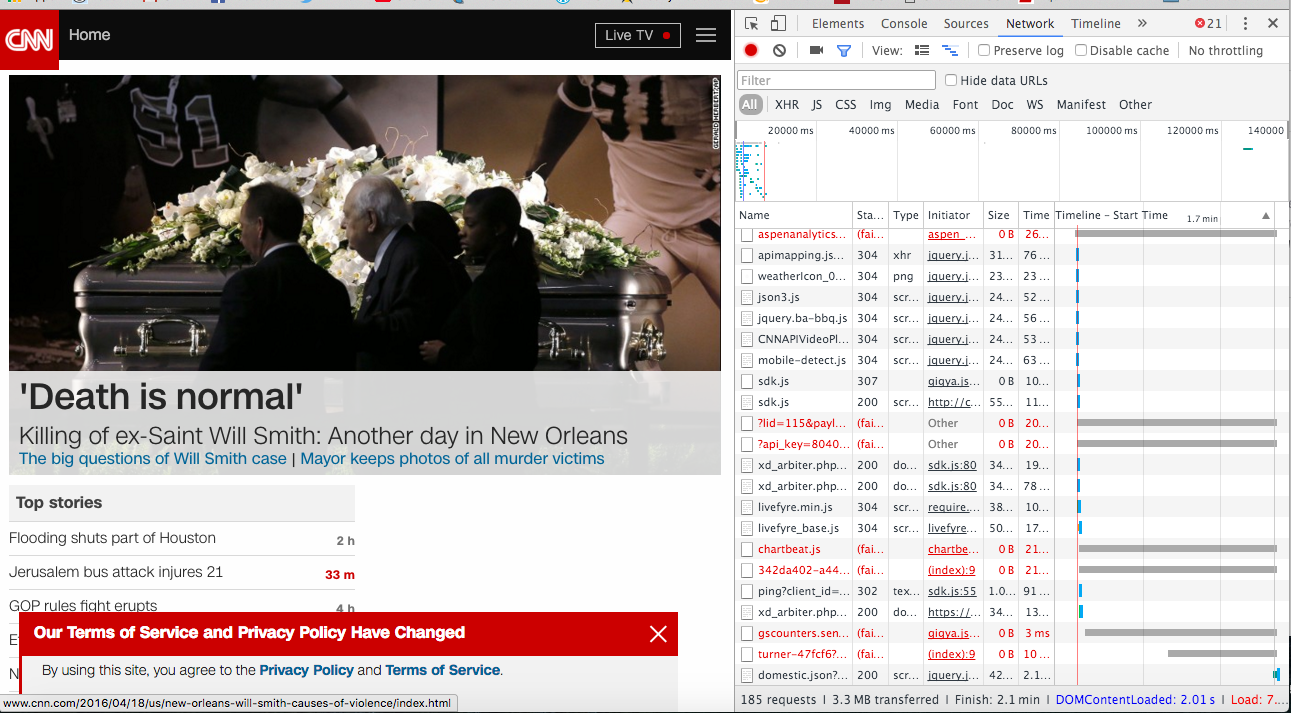 CNN
Home
Live TV
GERALD HERBERT/AP
91
'Death is normal'
Killing of ex-Saint Will Smith: Another day in New Orleans
The big questions of Will Smith case | Mayor keeps photos of all murder victims
Top stories
Flooding shuts part of Houston
2 h
Jerusalem bus attack injures 21
33 m
GOP rules fight erupts
4 h
Our Terms of Service and Privacy Policy Have Changed
By using this site, you agree to the Privacy Policy and Terms of Service.
www.cnn.com/2016/04/18/us/new-orleans-will-smith-causes-of-violence/index.html
Elements Console Sources Network Timeline » 21
View: Preserve log Disable cache No throttling
Filter Hide data URLs
All XHR JS CSS Img Media Font Doc WS Manifest Other
20000 ms 40000 ms 60000 ms 80000 ms 100000 ms 120000 ms 140000
Name Sta... Type Initiator Size Time Timeline – Start Time 1.7 min
aspenanalytics... (fai... aspen_... 0 B 26...
apimapping.js... 304 xhr jquery.j... 31... 76 ...
weatherIcon_0... 304 png jquery.j... 23... 23 ...
json3.js 304 scr... jquery.j... 24... 52 ...
jquery.ba-bbq.js 304 scr... jquery.j... 24... 56 ...
CNNAPIVideoPl... 304 scr... jquery.j... 24... 53 ...
mobile-detect.js 304 scr... jquery.j... 24... 63 ...
sdk.js 307 gigya.js... 0 B 10...
sdk.js 200 scr... http://c... 55... 11...
?lid=115&payl... (fai... Other 0 B 20...
?api_key=8040... (fai... Other 0 B 20...
xd_arbiter.php... 200 do... sdk.js:80 34... 19...
xd_arbiter.php... 200 do... sdk.js:80 34... 78 ...
livefyre.min.js 304 scr... require.... 38... 10...
livefyre_base.js 304 scr... livefyre... 50... 17...
chartbeat.js (fai... chartbe... 0 B 21...
342da402-a44... (fai... (index):9 0 B 21...
ping?client_id=... 302 tex... sdk.js:55 1.0... 91 ...
xd_arbiter.php... 200 do... https://... 34... 13...
gscounters.sen... (fai... gigya.js... 0 B 3 ms
turner-47fcf6?... (fai... (index):9 0 B 10 ...
domestic.json?... 200 scr... jquery.j... 42... 2.1...
185 requests | 3.3 MB transferred | Finish: 2.1 min | DOMContentLoaded: 2.01 s | Load: 7....